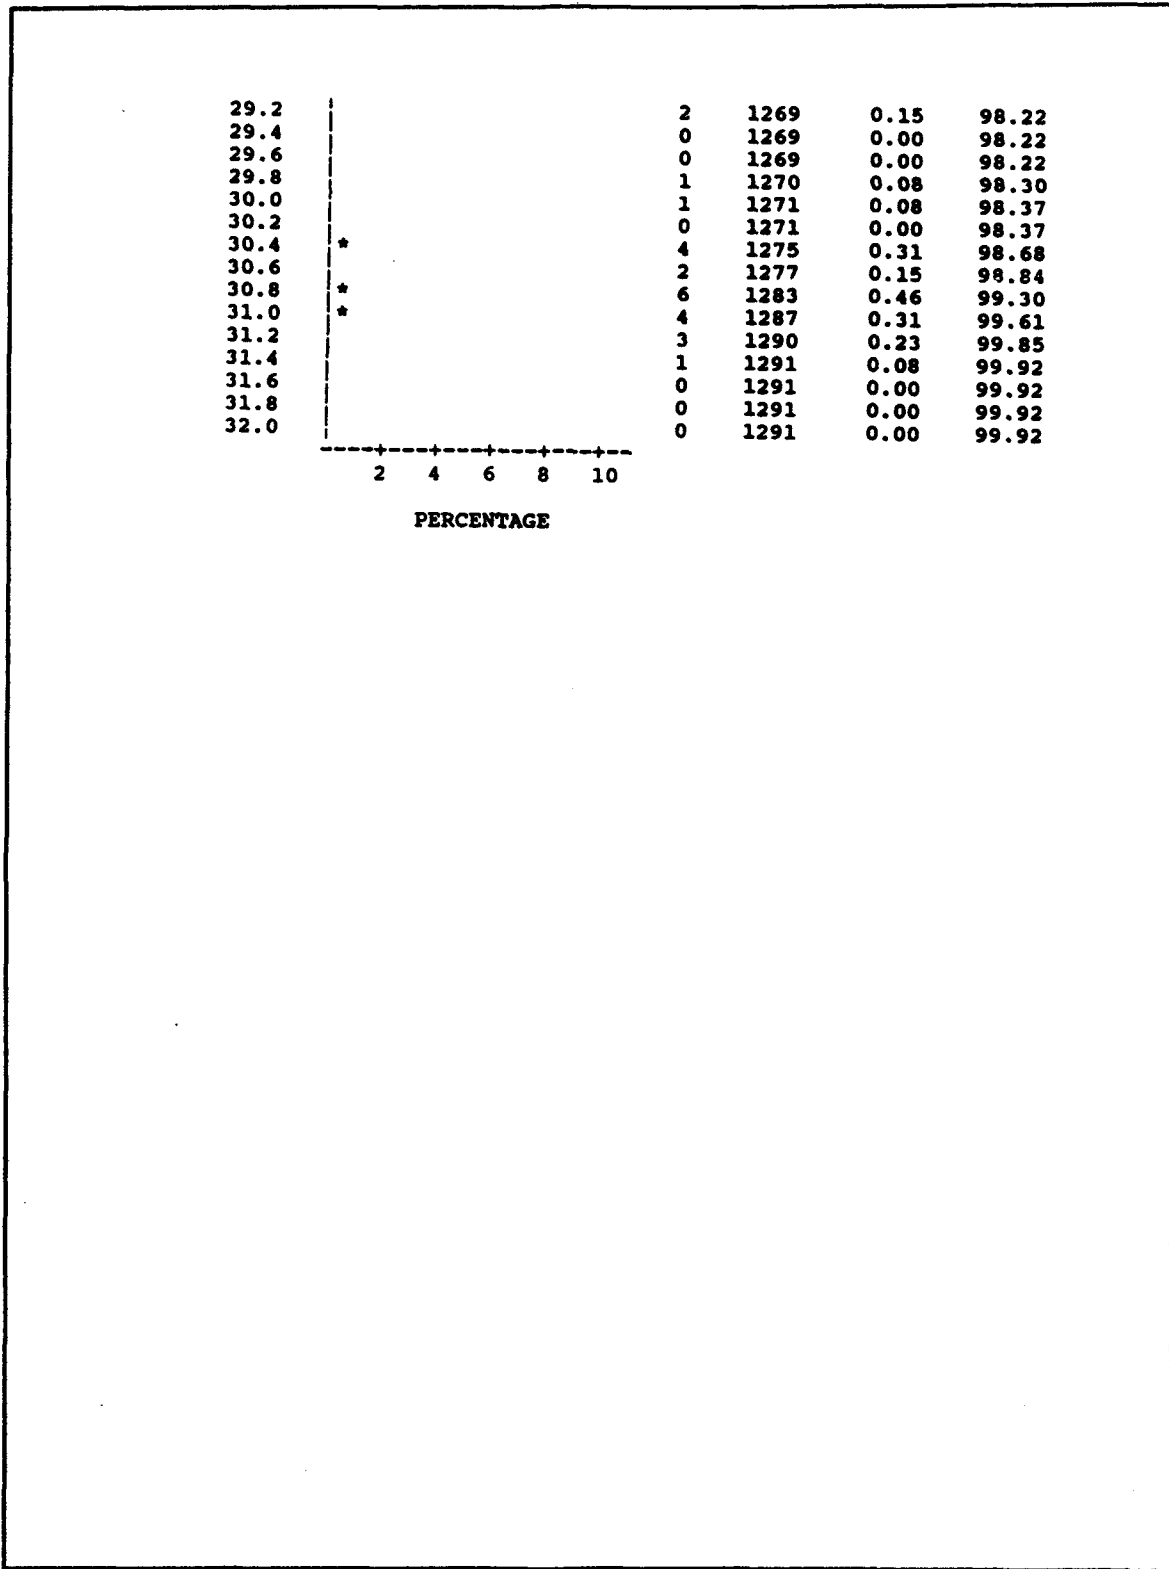 29.2 | 2 1269 0.15 98.22
29.4 | 0 1269 0.00 98.22
29.6 | 0 1269 0.00 98.22
29.8 | 1 1270 0.08 98.30
30.0 | 1 1271 0.08 98.37
30.2 | 0 1271 0.00 98.37
30.4 |* 4 1275 0.31 98.68
30.6 | 2 1277 0.15 98.84
30.8 |* 6 1283 0.46 99.30
31.0 |* 4 1287 0.31 99.61
31.2 | 3 1290 0.23 99.85
31.4 | 1 1291 0.08 99.92
31.6 | 0 1291 0.00 99.92
31.8 | 0 1291 0.00 99.92
32.0 | 0 1291 0.00 99.92
----+---+---+---+---+--
2 4 6 8 10
PERCENTAGE